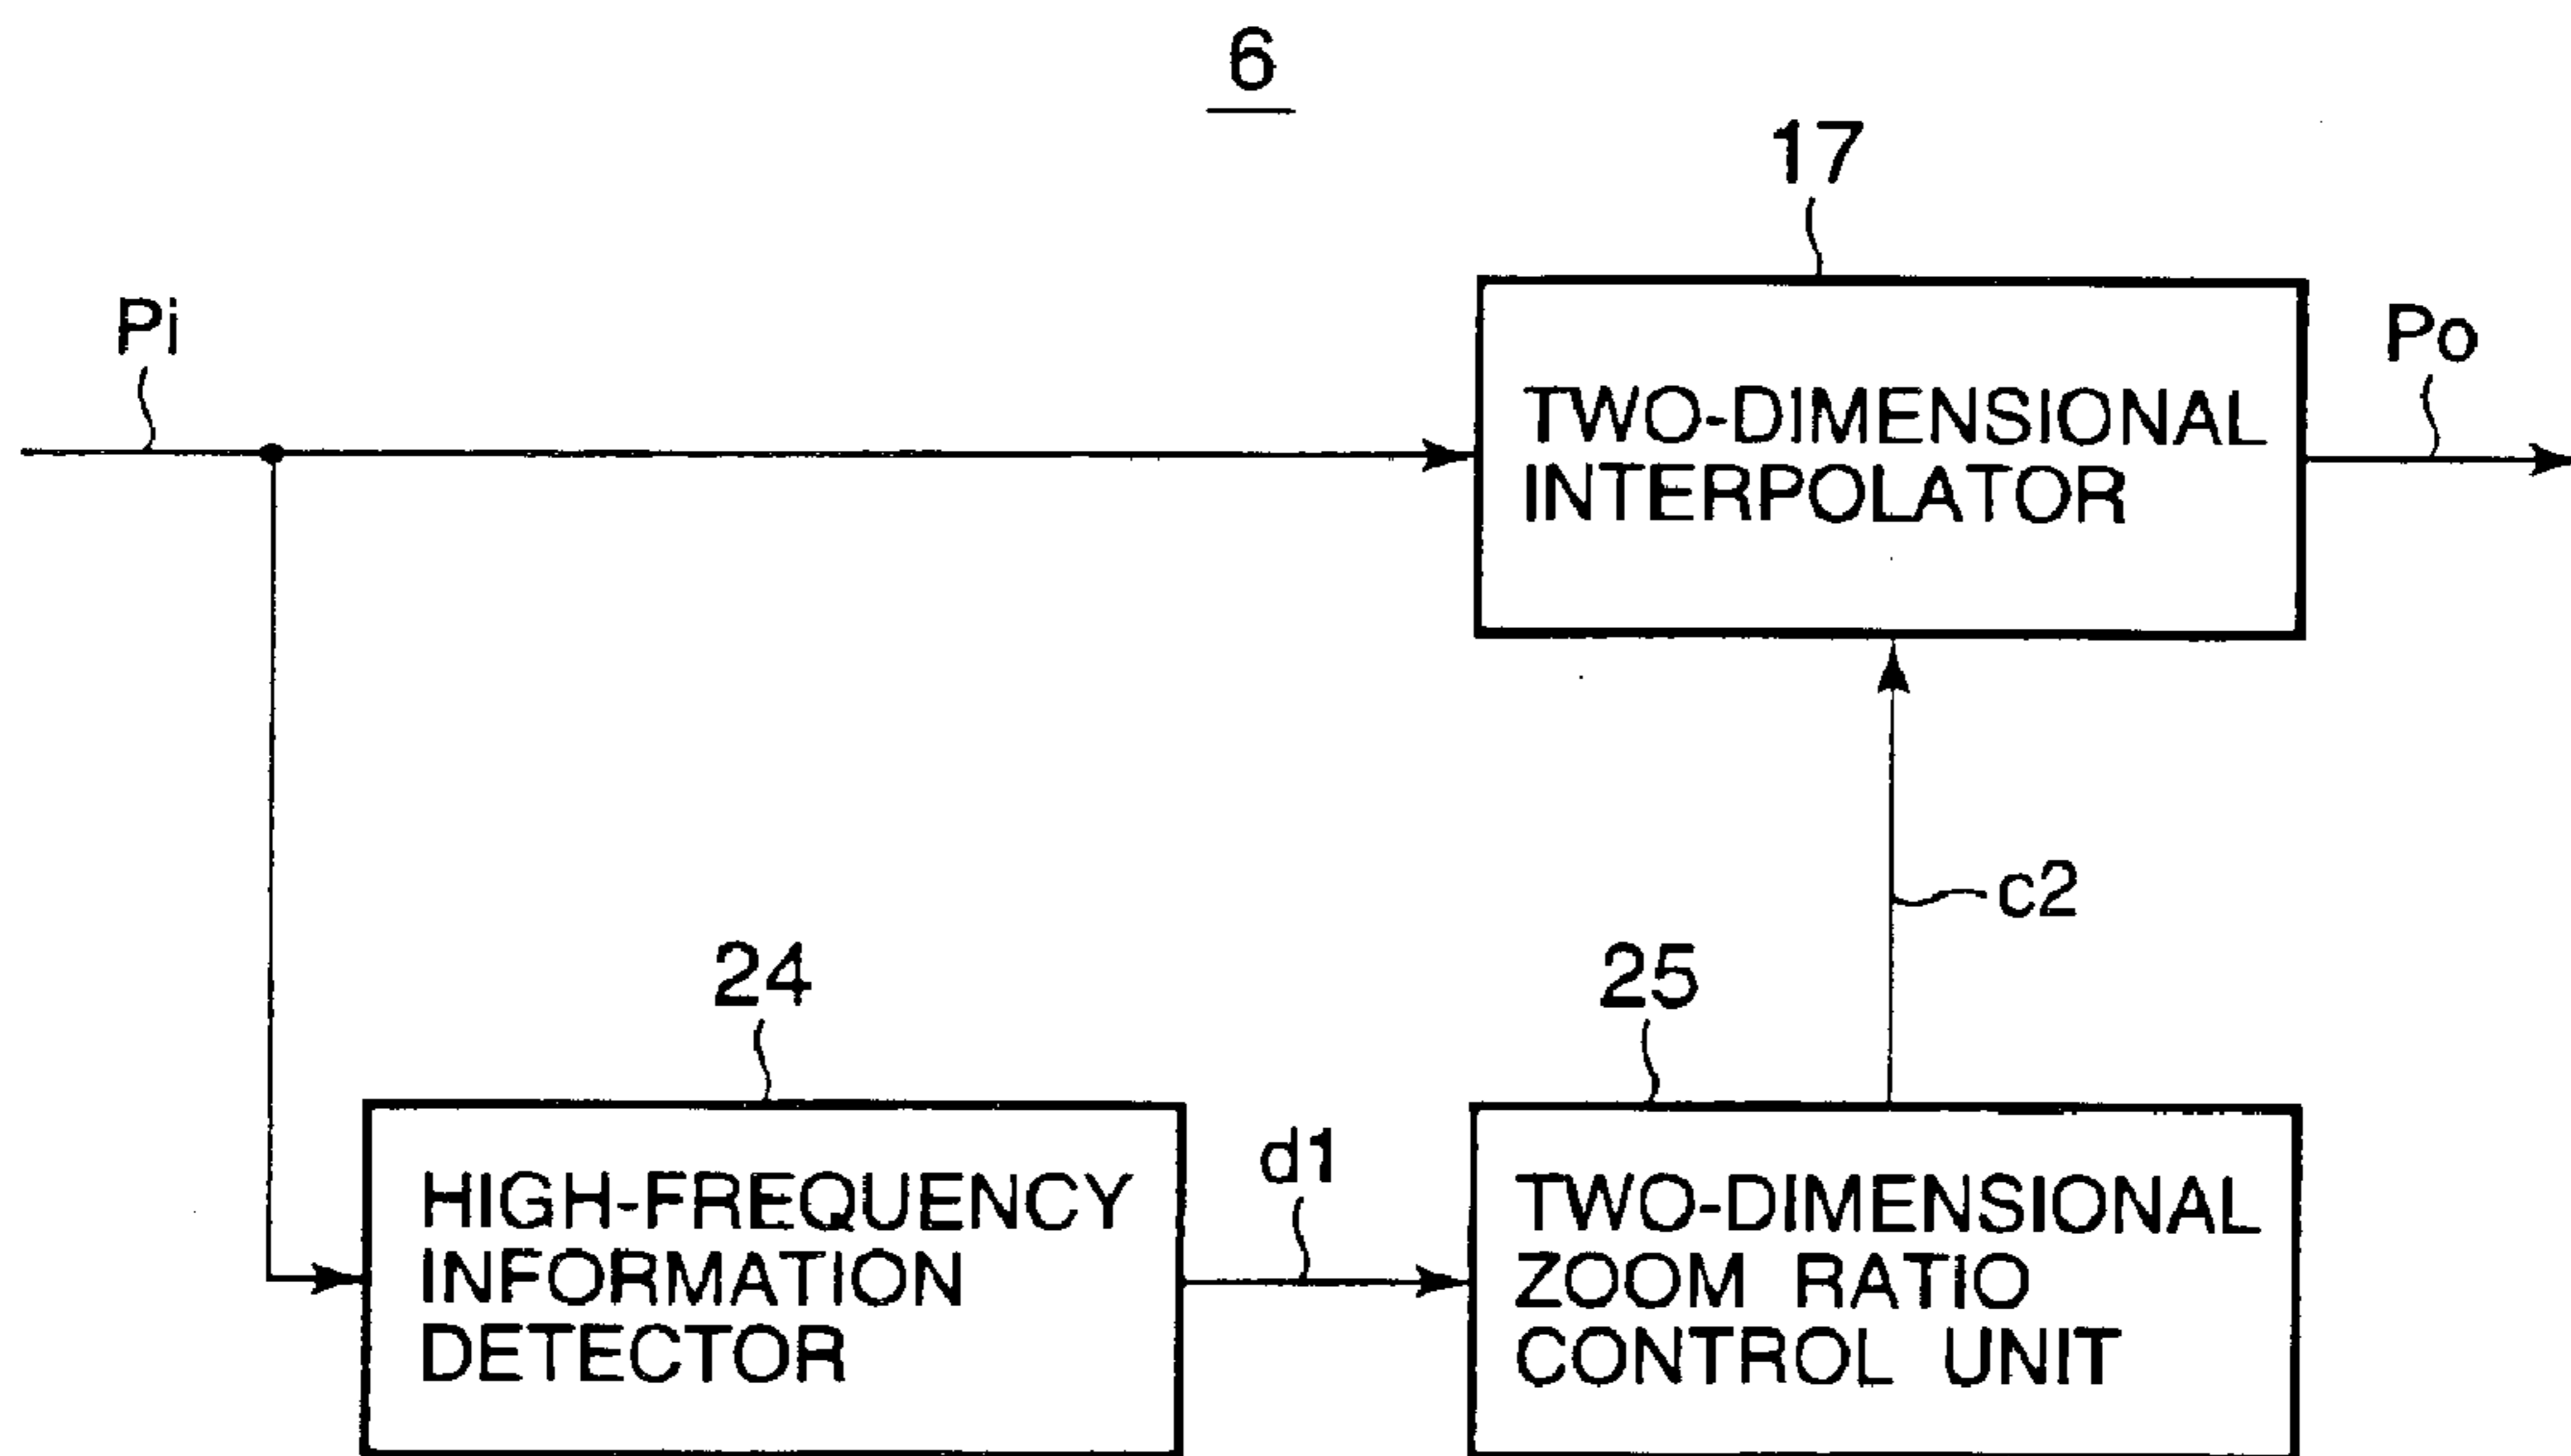 6
17
Pi
Po
TWO-DIMENSIONAL
INTERPOLATOR
c2
24
25
d1
HIGH-FREQUENCY
INFORMATION
DETECTOR
TWO-DIMENSIONAL
ZOOM RATIO
CONTROL UNIT